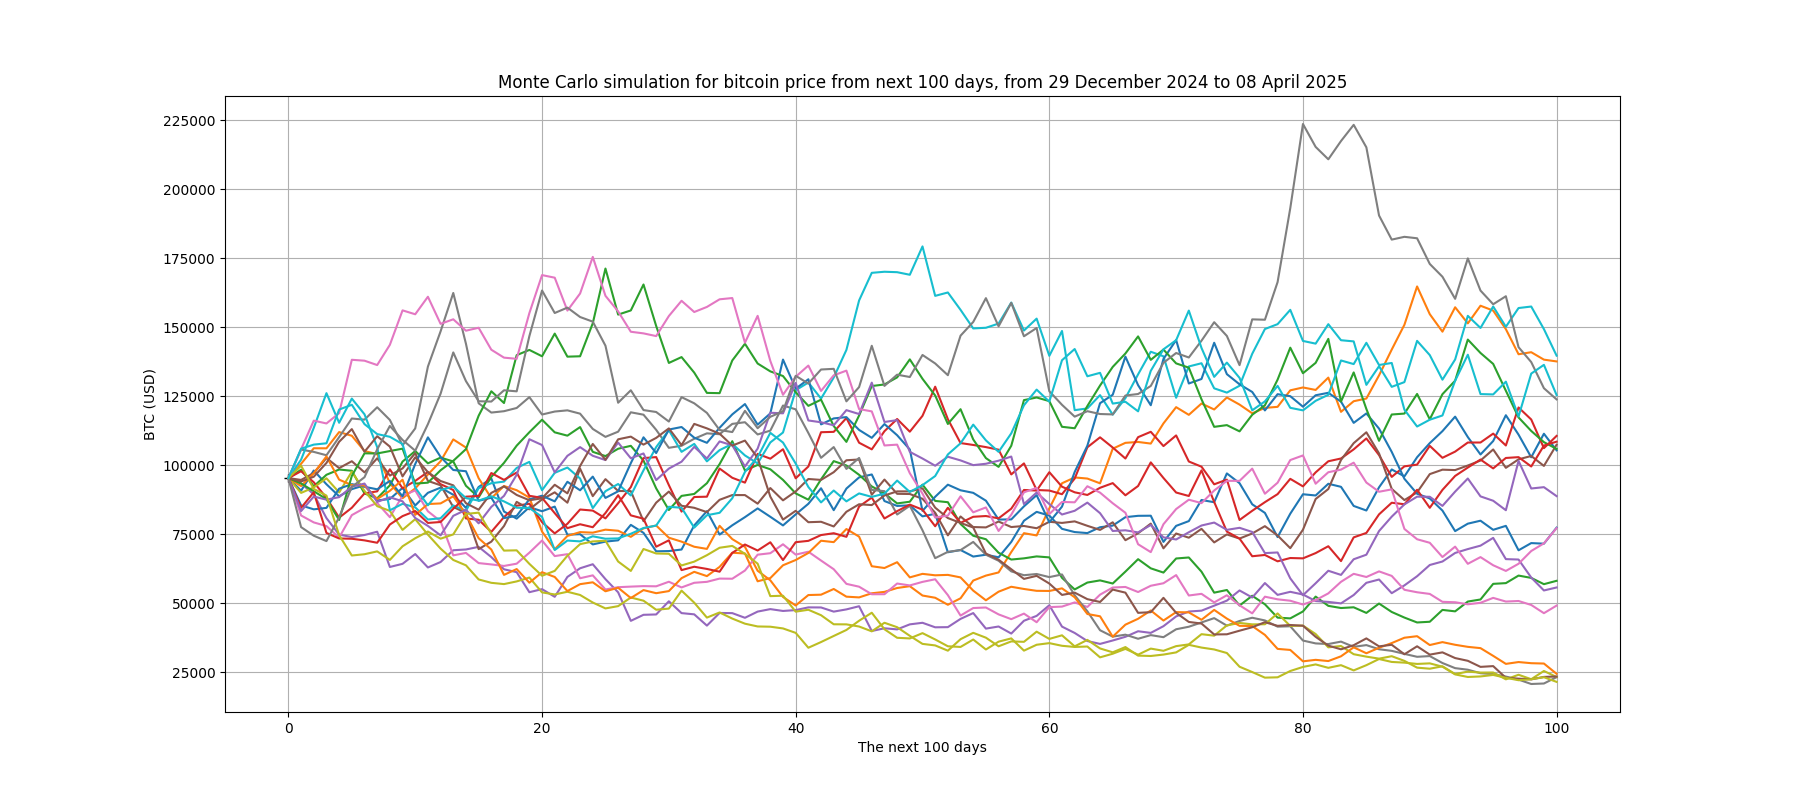 Monte Carlo simulation for bitcoin price from next 100 days, from 29 December 2024 to 08 April 2025
225000
200000
175000
150000
125000
100000
75000
50000
25000
BTC (USD)
0 20 40 60 80 100
The next 100 days